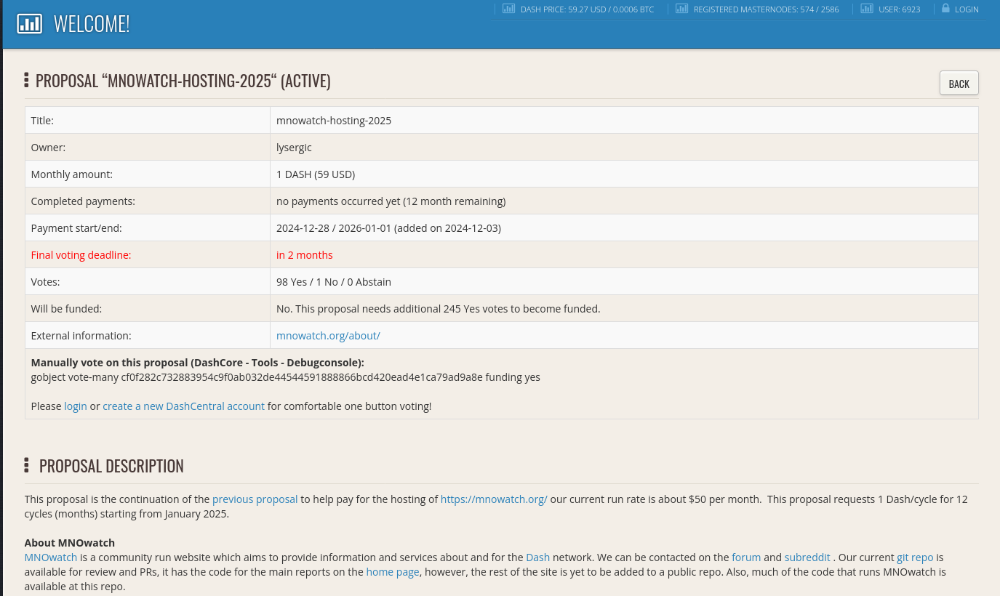 DASH PRICE: 59.27 USD / 0.0006 BTC
REGISTERED MASTERNODES: 574 / 2586
USER: 6923
LOGIN
WELCOME!
PROPOSAL “MNOWATCH-HOSTING-2025“ (ACTIVE)
BACK
Title: mnowatch-hosting-2025
Owner: lysergic
Monthly amount: 1 DASH (59 USD)
Completed payments: no payments occurred yet (12 month remaining)
Payment start/end: 2024-12-28 / 2026-01-01 (added on 2024-12-03)
Final voting deadline: in 2 months
Votes: 98 Yes / 1 No / 0 Abstain
Will be funded: No. This proposal needs additional 245 Yes votes to become funded.
External information: mnowatch.org/about/
Manually vote on this proposal (DashCore - Tools - Debugconsole):
gobject vote-many cf0f282c732883954c9f0ab032de44544591888866bcd420ead4e1ca79ad9a8e funding yes
Please login or create a new DashCentral account for comfortable one button voting!
PROPOSAL DESCRIPTION
This proposal is the continuation of the previous proposal to help pay for the hosting of https://mnowatch.org/ our current run rate is about $50 per month.  This proposal requests 1 Dash/cycle for 12
cycles (months) starting from January 2025.
About MNOwatch
MNOwatch is a community run website which aims to provide information and services about and for the Dash network. We can be contacted on the forum and subreddit . Our current git repo is
available for review and PRs, it has the code for the main reports on the home page, however, the rest of the site is yet to be added to a public repo. Also, much of the code that runs MNOwatch is
available at this repo.